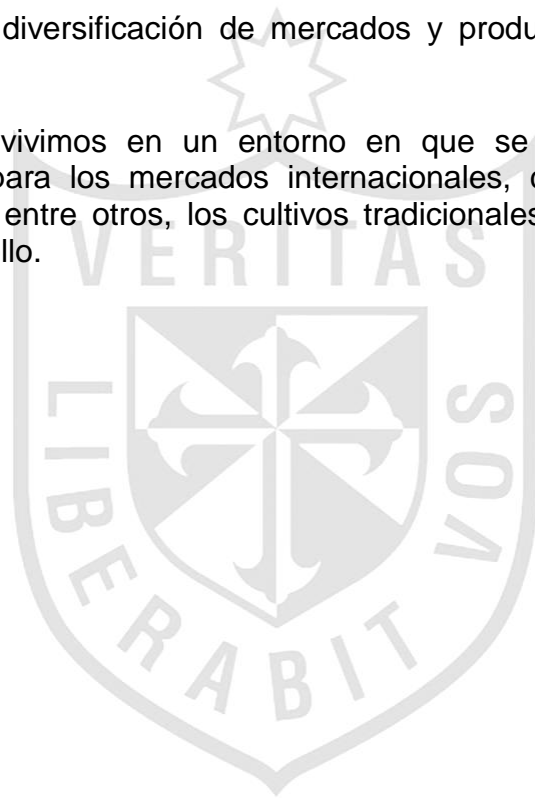 diversificación de mercados y produ
vivimos en un entorno en que se
para los mercados internacionales,
entre otros, los cultivos tradicionales
llo.
VERITAS
LIBERABIT VOS